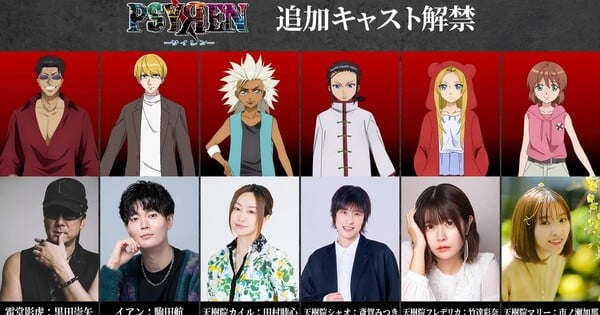 PSYЯEN
―サイレン―
追加キャスト解禁
霊堂影虎：黒田崇矢
イアン：駒田航
天樹院カイル：田村睦心
天樹院シャオ：斎賀みつき
天樹院フレデリカ：竹達彩奈
天樹院マリー：市ノ瀬加那